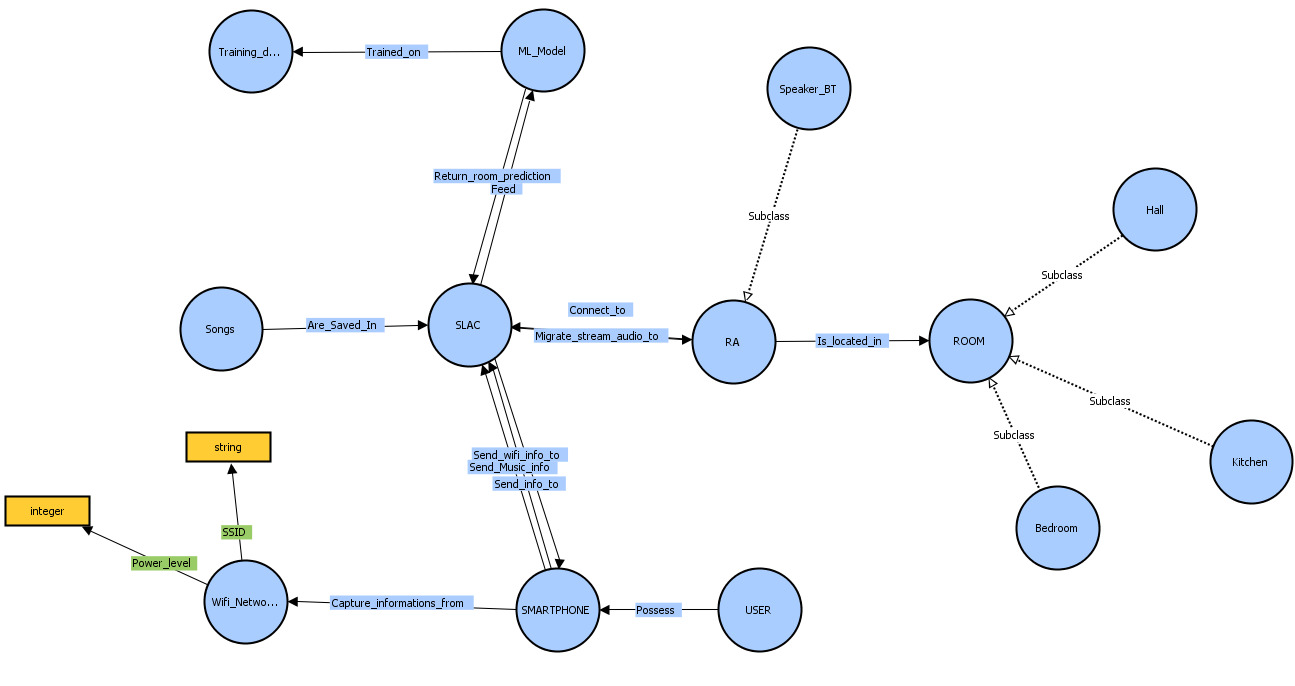 Training_d...
Trained_on
ML_Model
Speaker_BT
Return_room_prediction
Feed
Subclass
Hall
Subclass
Songs
Are_Saved_In
SLAC
Connect_to
Migrate_stream_audio_to
RA
Is_located_in
ROOM
Subclass
Subclass
Kitchen
Bedroom
string
integer
SSID
Power_level
Send_wifi_info_to
Send_Music_info
Send_info_to
Wifi_Netwo...
Capture_informations_from
SMARTPHONE
Possess
USER